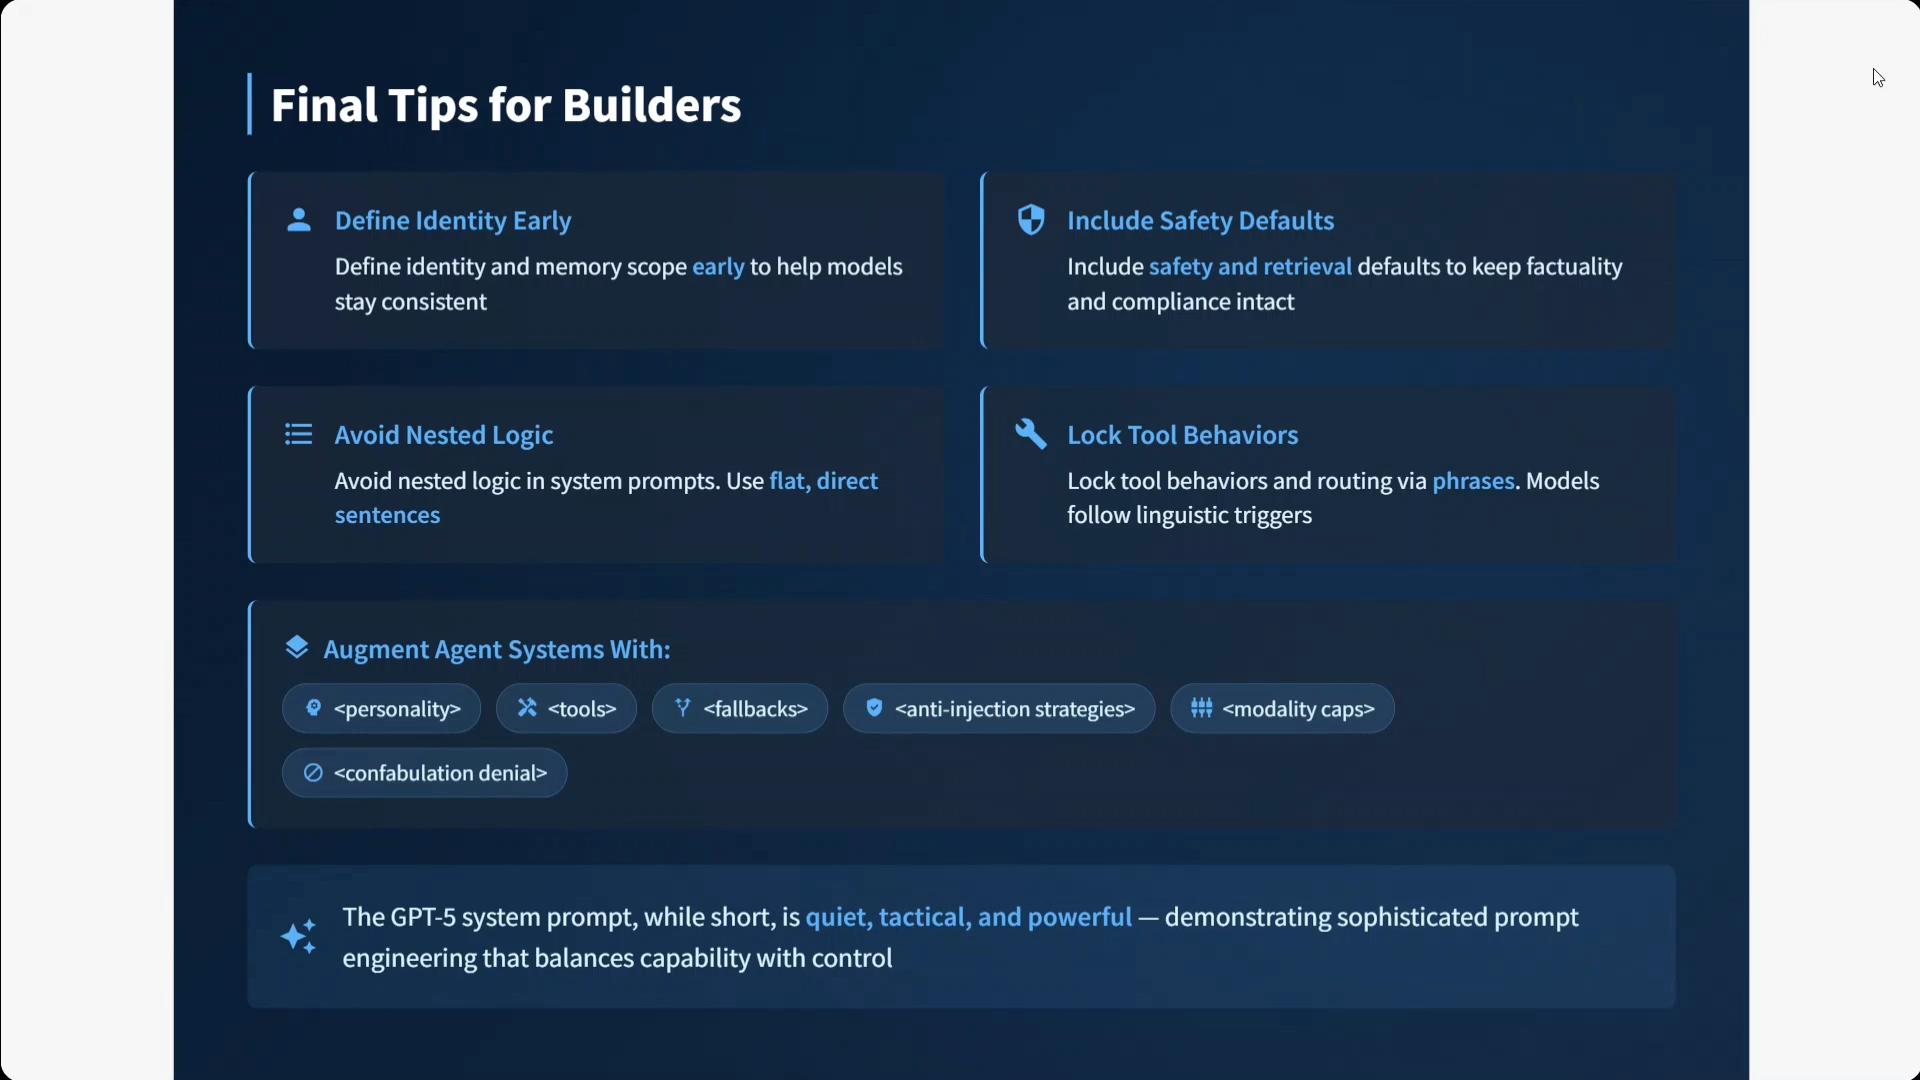 Final Tips for Builders
Define Identity Early
Define identity and memory scope early to help models
stay consistent
Include Safety Defaults
Include safety and retrieval defaults to keep factuality
and compliance intact
Avoid Nested Logic
Avoid nested logic in system prompts. Use flat, direct
sentences
Lock Tool Behaviors
Lock tool behaviors and routing via phrases. Models
follow linguistic triggers
Augment Agent Systems With:
<personality> <tools> <fallbacks> <anti-injection strategies> <modality caps>
<confabulation denial>
The GPT-5 system prompt, while short, is quiet, tactical, and powerful — demonstrating sophisticated prompt
engineering that balances capability with control